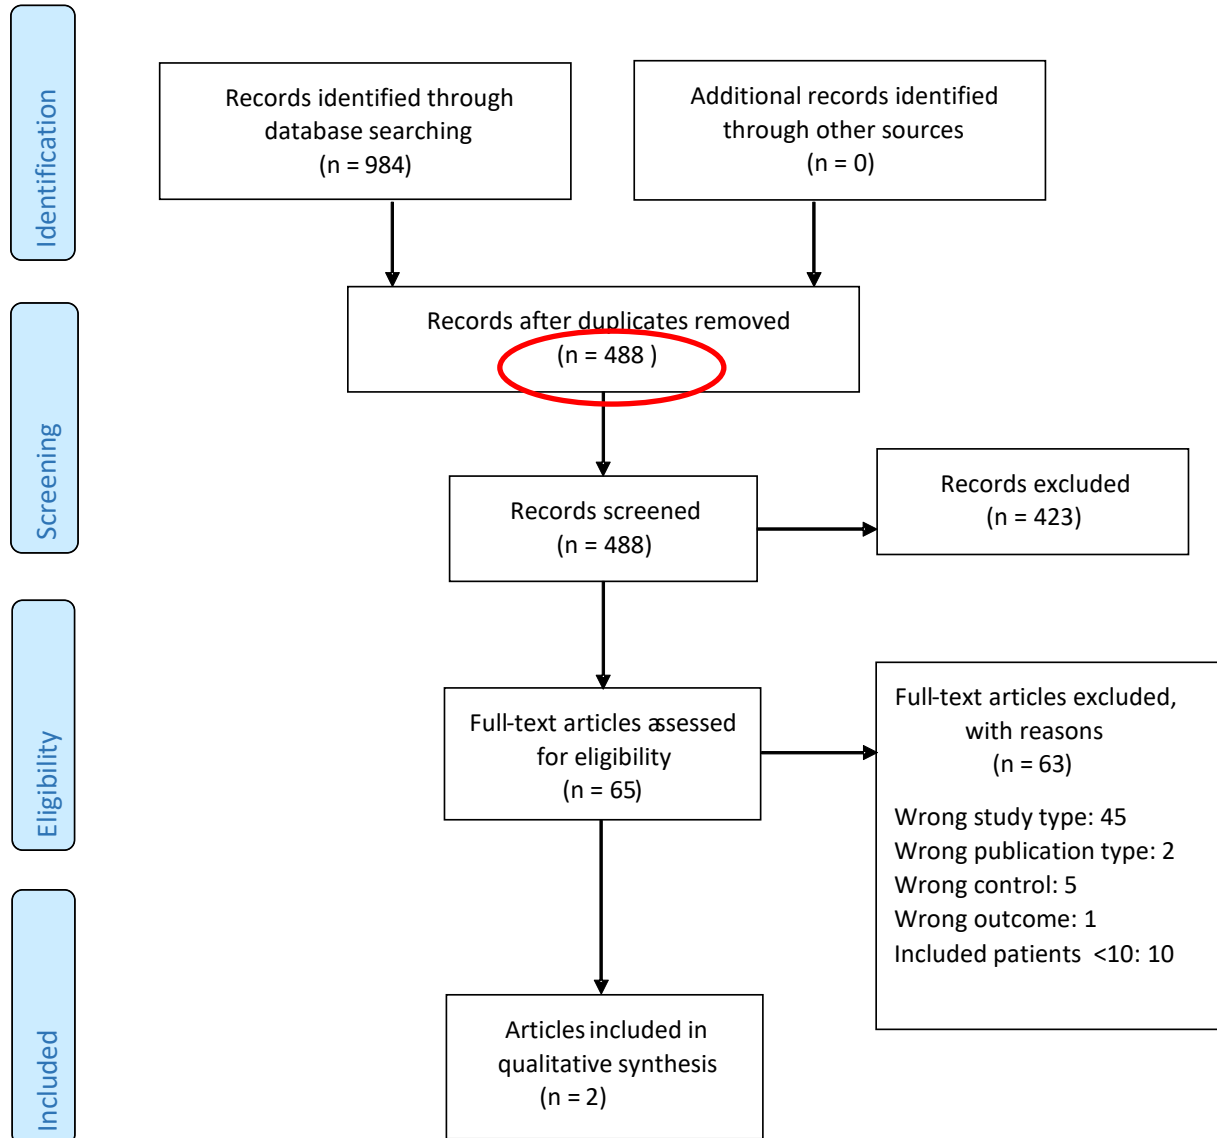 Identification
Records identified through
database searching
(n = 984)
Additional records identified
through other sources
(n = 0)
Records after duplicates removed
(n = 488 )
Screening
Records screened
(n = 488)
Records excluded
(n = 423)
Eligibility
Full-text articles assessed
for eligibility
(n = 65)
Full-text articles excluded,
with reasons
(n = 63)
Wrong study type: 45
Wrong publication type: 2
Wrong control: 5
Wrong outcome: 1
Included patients <10: 10
Included
Articles included in
qualitative synthesis
(n = 2)